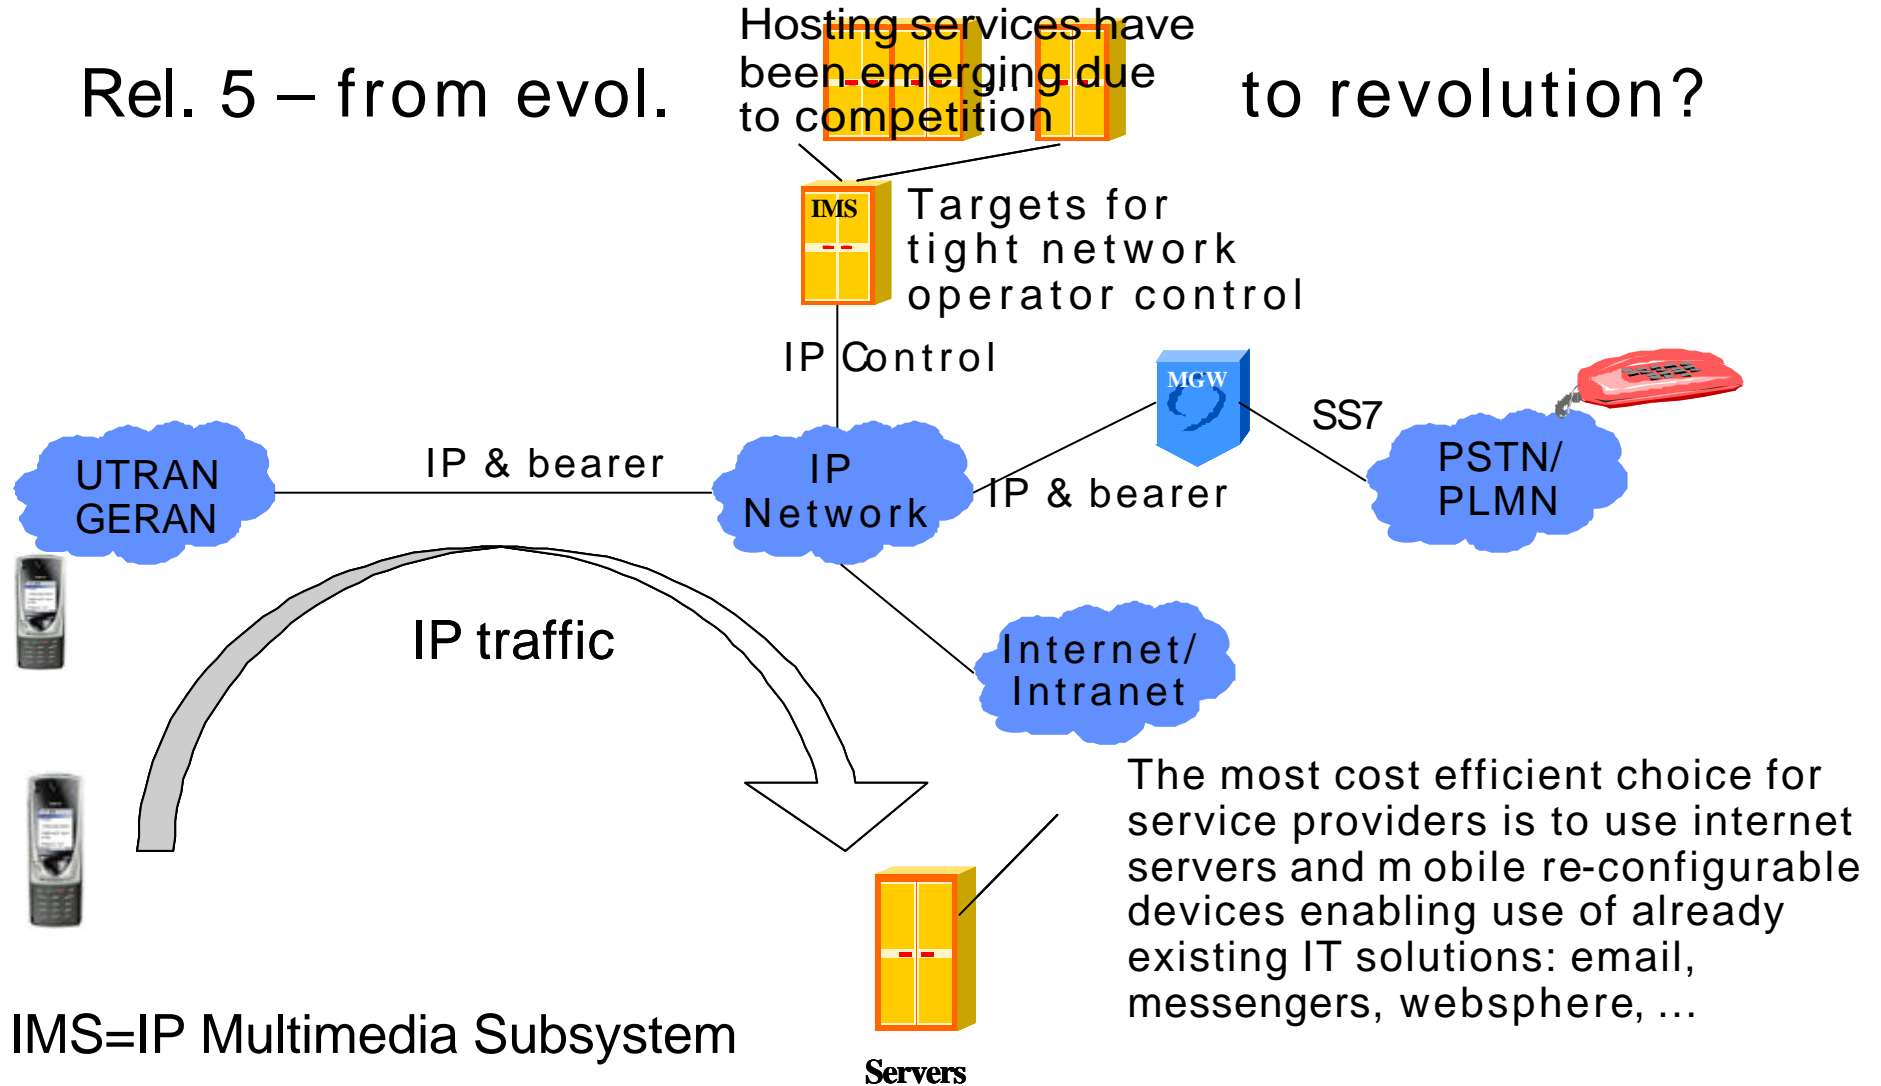 Hosting services have
been emerging due
to competition
...
Rel. 5 – from evol. to revolution?
IMS
Targets for
tight network
operator control
IP Control
MGW
SS7
UTRAN
GERAN
IP & bearer
IP
Network
IP & bearer
PSTN/
PLMN
IP traffic
Internet/
Intranet
The most cost efficient choice for
service providers is to use internet
servers and mobile re-configurable
devices enabling use of already
existing IT solutions: email,
messengers, websphere, ...
IMS=IP Multimedia Subsystem
Servers